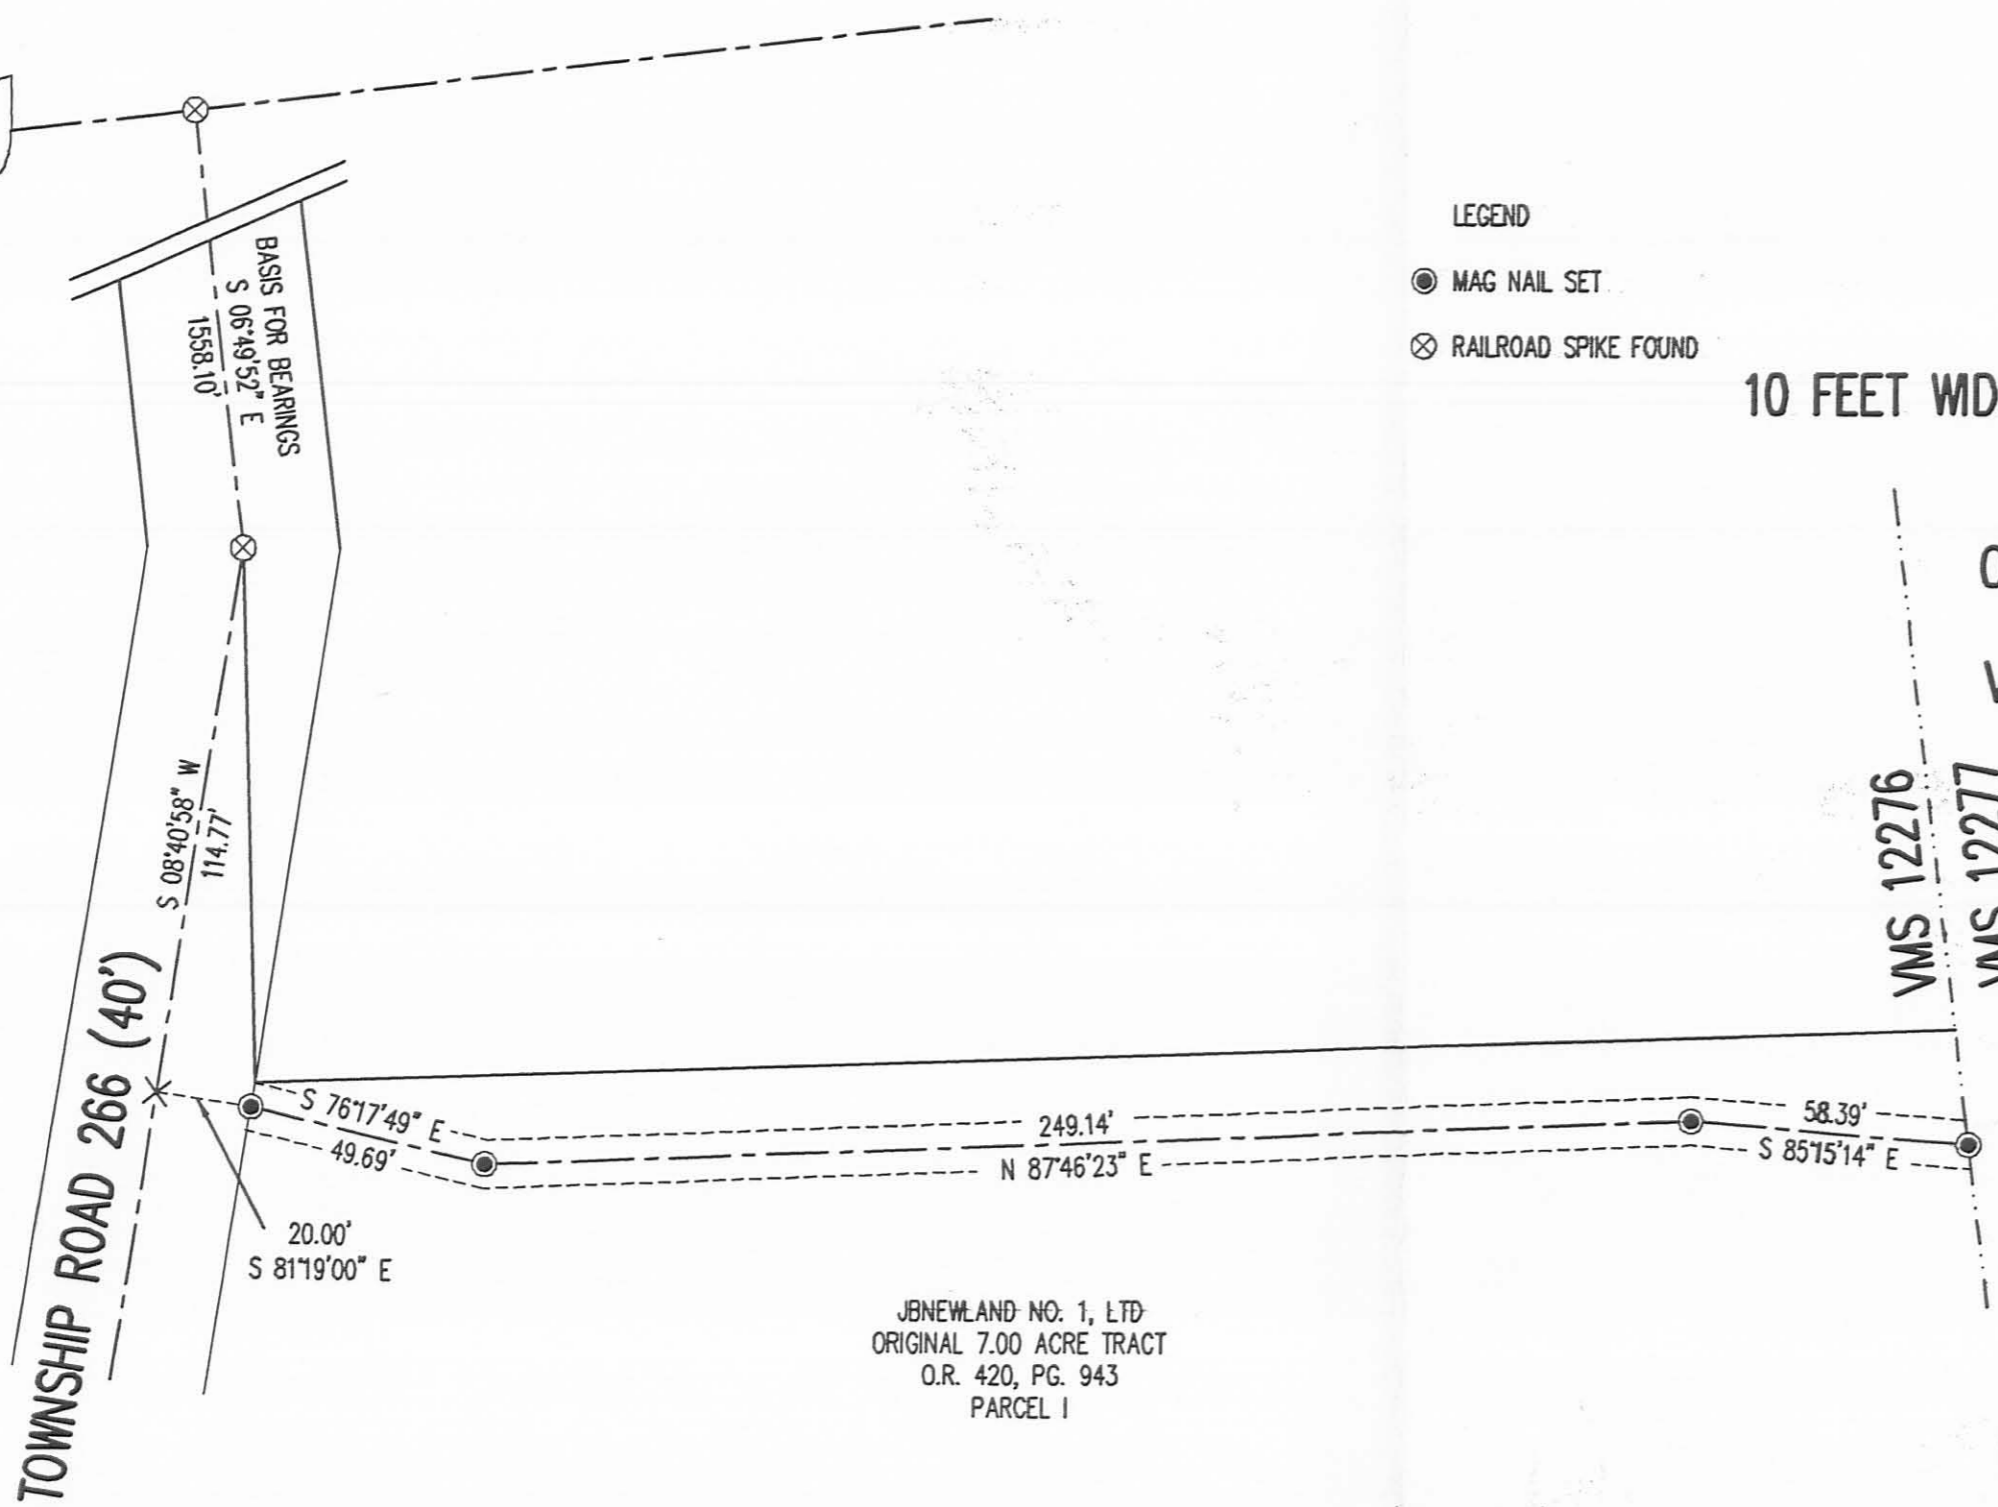 LEGEND
MAG NAIL SET
RAILROAD SPIKE FOUND
10 FEET
BASIS FOR BEARINGS
S 06°49'52" E
1558.10'
S 08°40'58" W
114.77'
TOWNSHIP ROAD 266 (40')
VMS 12276
VMS 12277
S 76°17'49" E
49.69'
249.14'
N 87°46'23" E
58.39'
S 85°15'14" E
20.00'
S 81°19'00" E
JBNEWLAND NO. 1, LTD
ORIGINAL 7.00 ACRE TRACT
O.R. 420, PG. 943
PARCEL I